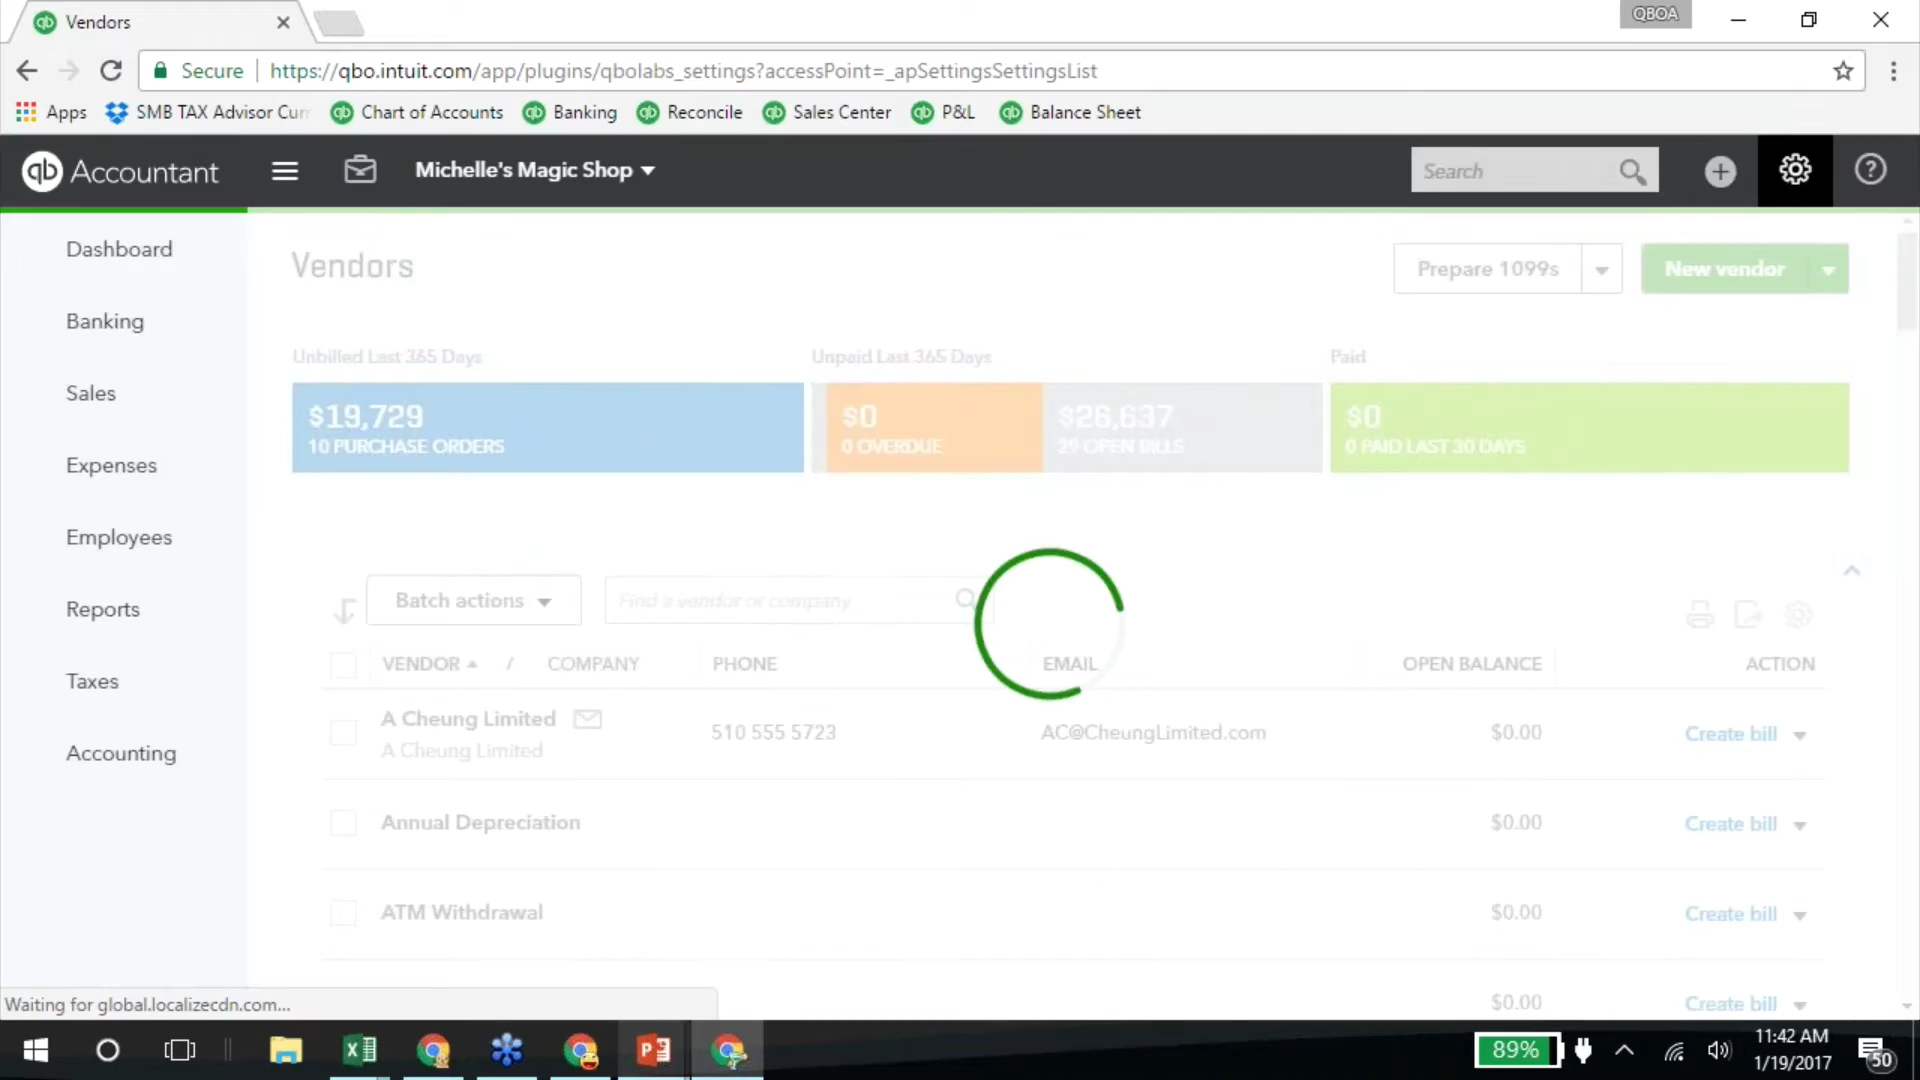 Vendors
QBOA
Secure
https://qbo.intuit.com/app/plugins/qbolabs_settings?accessPoint=_apSettingsSettingsList
Apps
SMB TAX Advisor Curr
Chart of Accounts
Banking
Reconcile
Sales Center
P&L
Balance Sheet
qb Accountant
Michelle's Magic Shop
Search
Dashboard
Banking
Sales
Expenses
Employees
Reports
Taxes
Accounting
Vendors
Prepare 1099s
New vendor
Unbilled Last 365 Days
Unpaid Last 365 Days
Paid
$19,729
10 PURCHASE ORDERS
$0
0 OVERDUE
$26,637
29 OPEN BILLS
$0
0 PAID LAST 30 DAYS
Batch actions
Find a vendor or company
VENDOR / COMPANY
PHONE
EMAIL
OPEN BALANCE
ACTION
A Cheung Limited
A Cheung Limited
510 555 5723
AC@CheungLimited.com
$0.00
Create bill
Annual Depreciation
$0.00
Create bill
ATM Withdrawal
$0.00
Create bill
$0.00
Create bill
Waiting for global.localizecdn.com...
89%
11:42 AM
1/19/2017
50